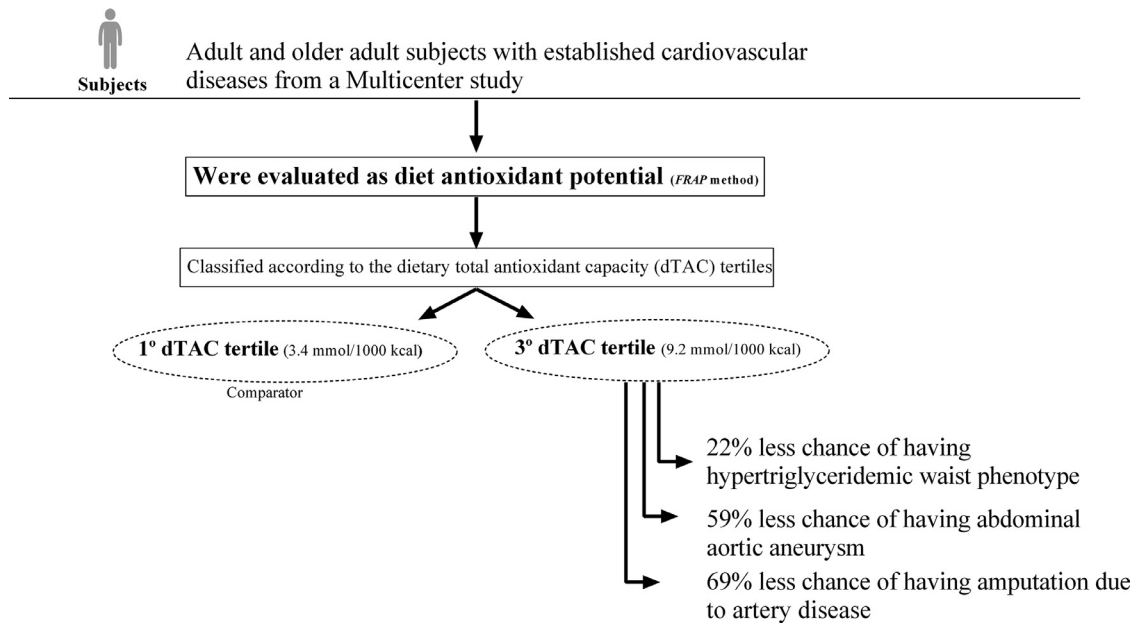 Subjects
Adult and older adult subjects with established cardiovascular
diseases from a Multicenter study
Were evaluated as diet antioxidant potential (FRAP method)
Classified according to the dietary total antioxidant capacity (dTAC) tertiles
1º dTAC tertile (3.4 mmol/1000 kcal)
Comparator
3º dTAC tertile (9.2 mmol/1000 kcal)
22% less chance of having
hypertriglyceridemic waist phenotype
59% less chance of having abdominal
aortic aneurysm
69% less chance of having amputation due
to artery disease